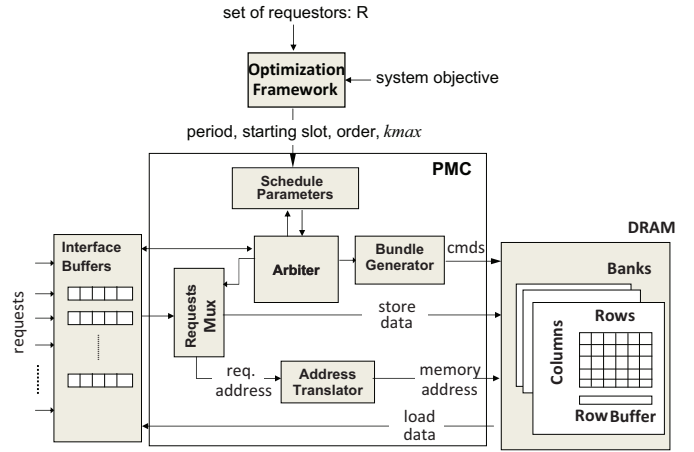 set of requestors: R
Optimization
Framework
system objective
period, starting slot, order, kmax
PMC
Schedule
Parameters
DRAM
Interface
Buffers
Arbiter
Bundle
Generator
cmds
Banks
requests
Requests
Mux
store
data
Rows
Columns
req.
address
Address
Translator
memory
address
Row Buffer
load
data